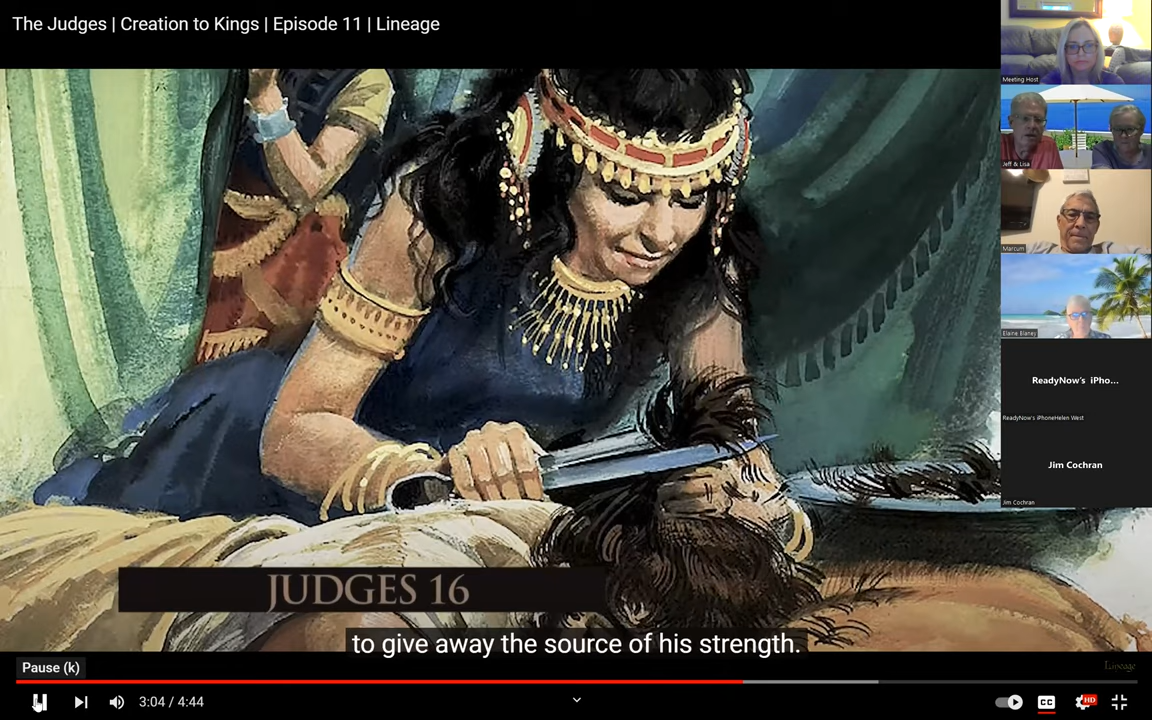 The Judges | Creation to Kings | Episode 11 | Lineage
Meeting Host
Jeff & Lisa
Marcum
Elaine Blaney
ReadyNow's iPho...
ReadyNow's iPhoneHelen West
Jim Cochran
Jim Cochran
JUDGES 16
to give away the source of his strength.
Pause (k)
Lineage
3:04 / 4:44
CC
HD